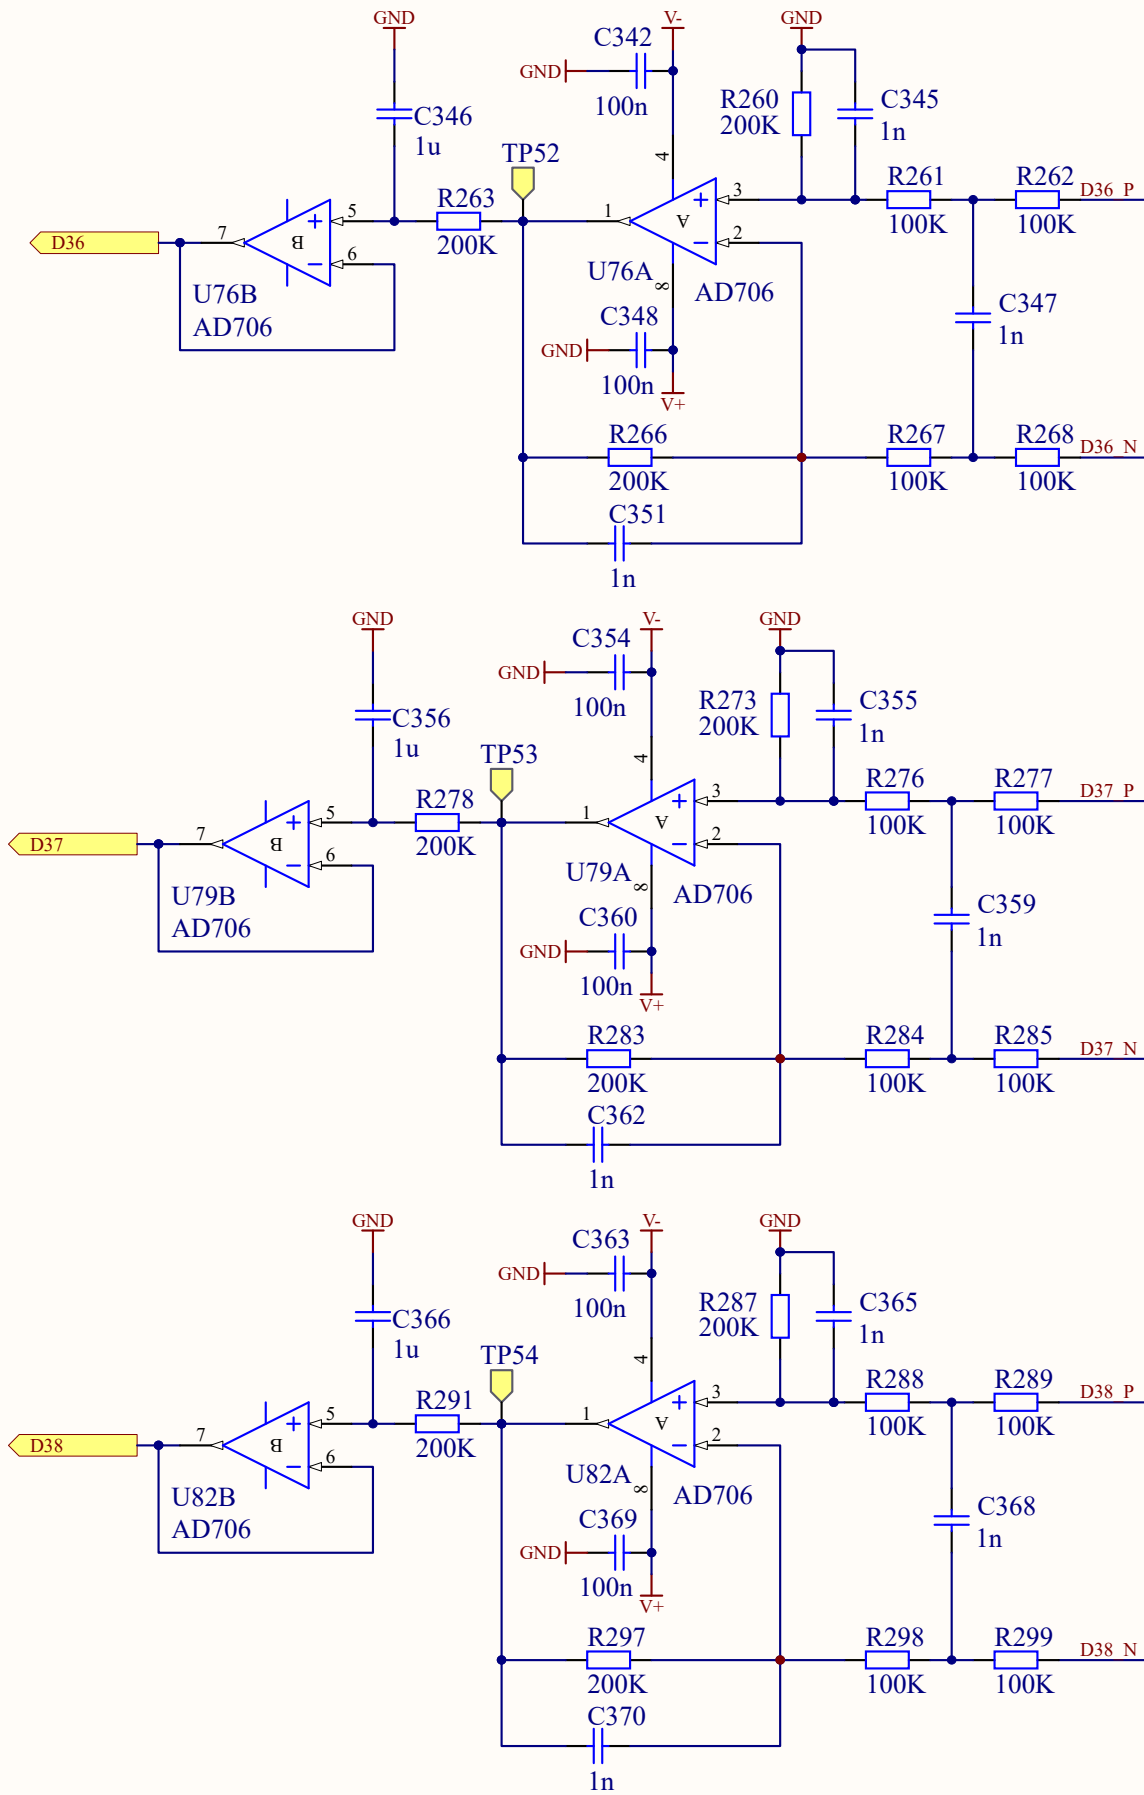 GND
V-
GND
C342
GND
100n
R260
200K
C345
1n
C346
1u
TP52
4
R263
200K
1
3
A
2
R261
100K
R262
100K
D36_P
5
B
6
7
D36
U76B
AD706
U76A
8
AD706
C348
GND
100n
V+
C347
1n
R266
200K
R267
100K
R268
100K
D36_N
C351
1n
GND
V-
GND
C354
GND
100n
R273
200K
C355
1n
C356
1u
TP53
4
R278
200K
1
3
A
2
R276
100K
R277
100K
D37_P
5
B
6
7
D37
U79B
AD706
U79A
8
AD706
C360
GND
100n
V+
C359
1n
R283
200K
R284
100K
R285
100K
D37_N
C362
1n
GND
V-
GND
C363
GND
100n
R287
200K
C365
1n
C366
1u
TP54
4
R291
200K
1
3
A
2
R288
100K
R289
100K
D38_P
5
B
6
7
D38
U82B
AD706
U82A
8
AD706
C369
GND
100n
V+
C368
1n
R297
200K
R298
100K
R299
100K
D38_N
C370
1n